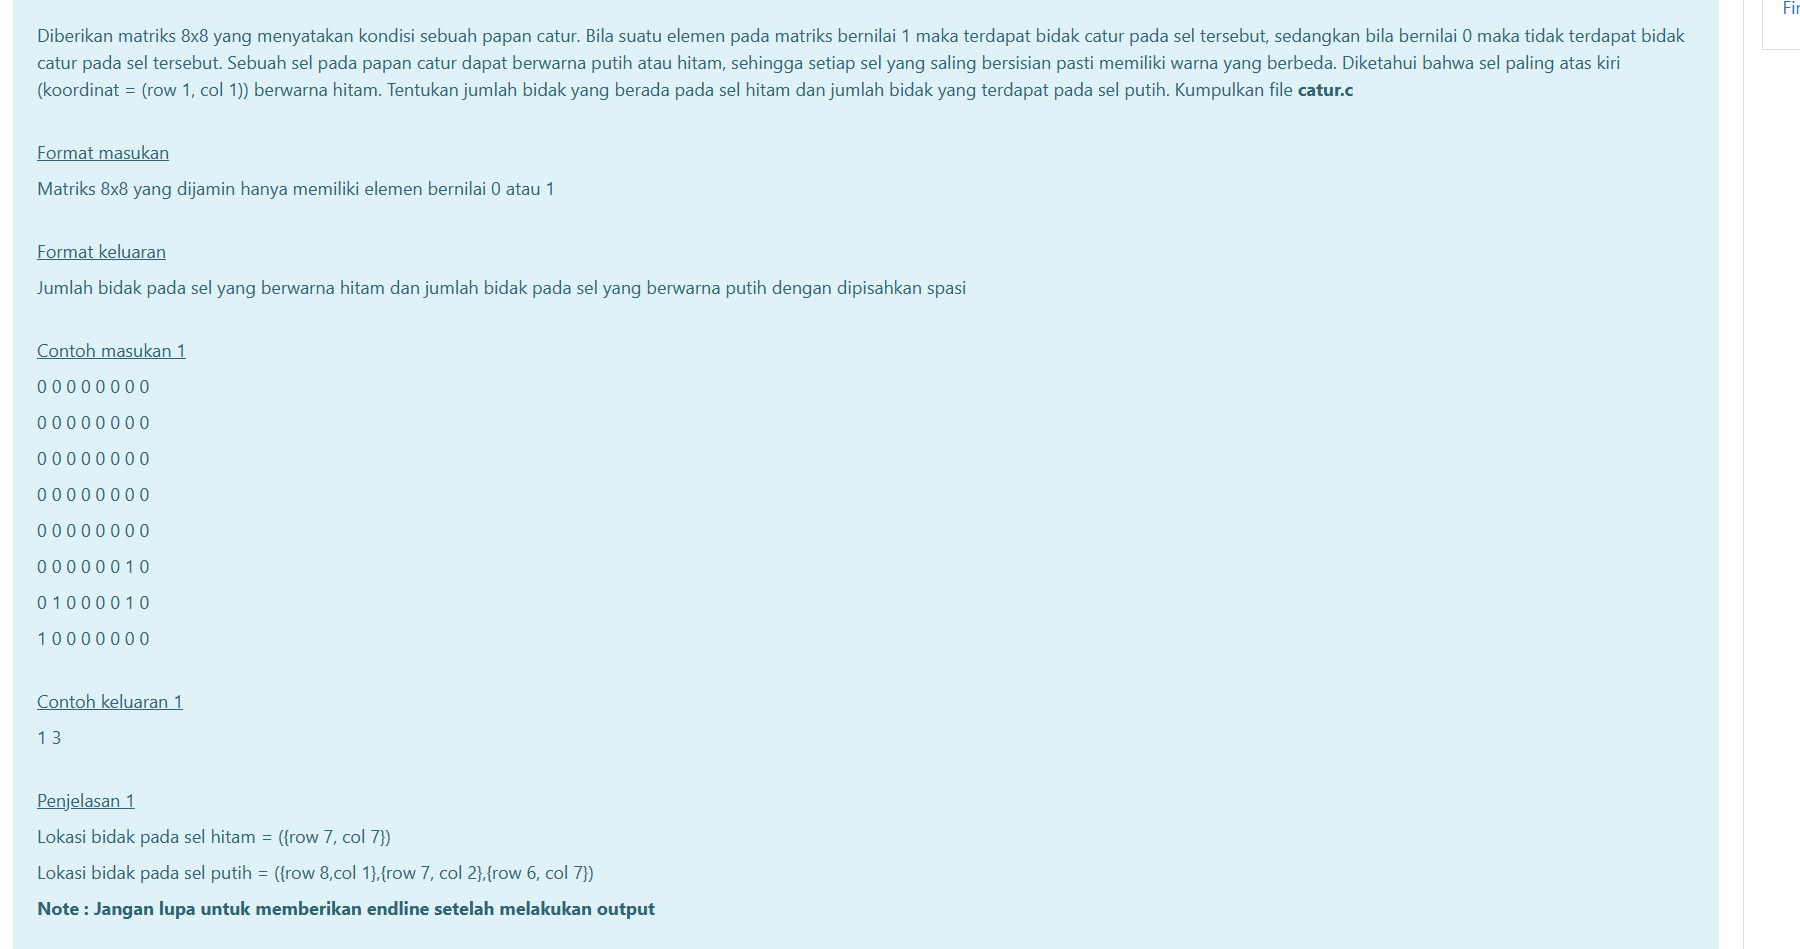 Diberikan matriks 8x8 yang menyatakan kondisi sebuah papan catur. Bila suatu elemen pada matriks bernilai 1 maka terdapat bidak catur pada sel tersebut, sedangkan bila bernilai 0 maka tidak terdapat bidak
catur pada sel tersebut. Sebuah sel pada papan catur dapat berwarna putih atau hitam, sehingga setiap sel yang saling bersisian pasti memiliki warna yang berbeda. Diketahui bahwa sel paling atas kiri
(koordinat = (row 1, col 1)) berwarna hitam. Tentukan jumlah bidak yang berada pada sel hitam dan jumlah bidak yang terdapat pada sel putih. Kumpulkan file catur.c
Format masukan
Matriks 8x8 yang dijamin hanya memiliki elemen bernilai 0 atau 1
Format keluaran
Jumlah bidak pada sel yang berwarna hitam dan jumlah bidak pada sel yang berwarna putih dengan dipisahkan spasi
Contoh masukan 1
0 0 0 0 0 0 0 0
0 0 0 0 0 0 0 0
0 0 0 0 0 0 0 0
0 0 0 0 0 0 0 0
0 0 0 0 0 0 0 0
0 0 0 0 0 0 1 0
0 1 0 0 0 0 1 0
1 0 0 0 0 0 0 0
Contoh keluaran 1
1 3
Penjelasan 1
Lokasi bidak pada sel hitam = ({row 7, col 7})
Lokasi bidak pada sel putih = ({row 8,col 1},{row 7, col 2},{row 6, col 7})
Note : Jangan lupa untuk memberikan endline setelah melakukan output